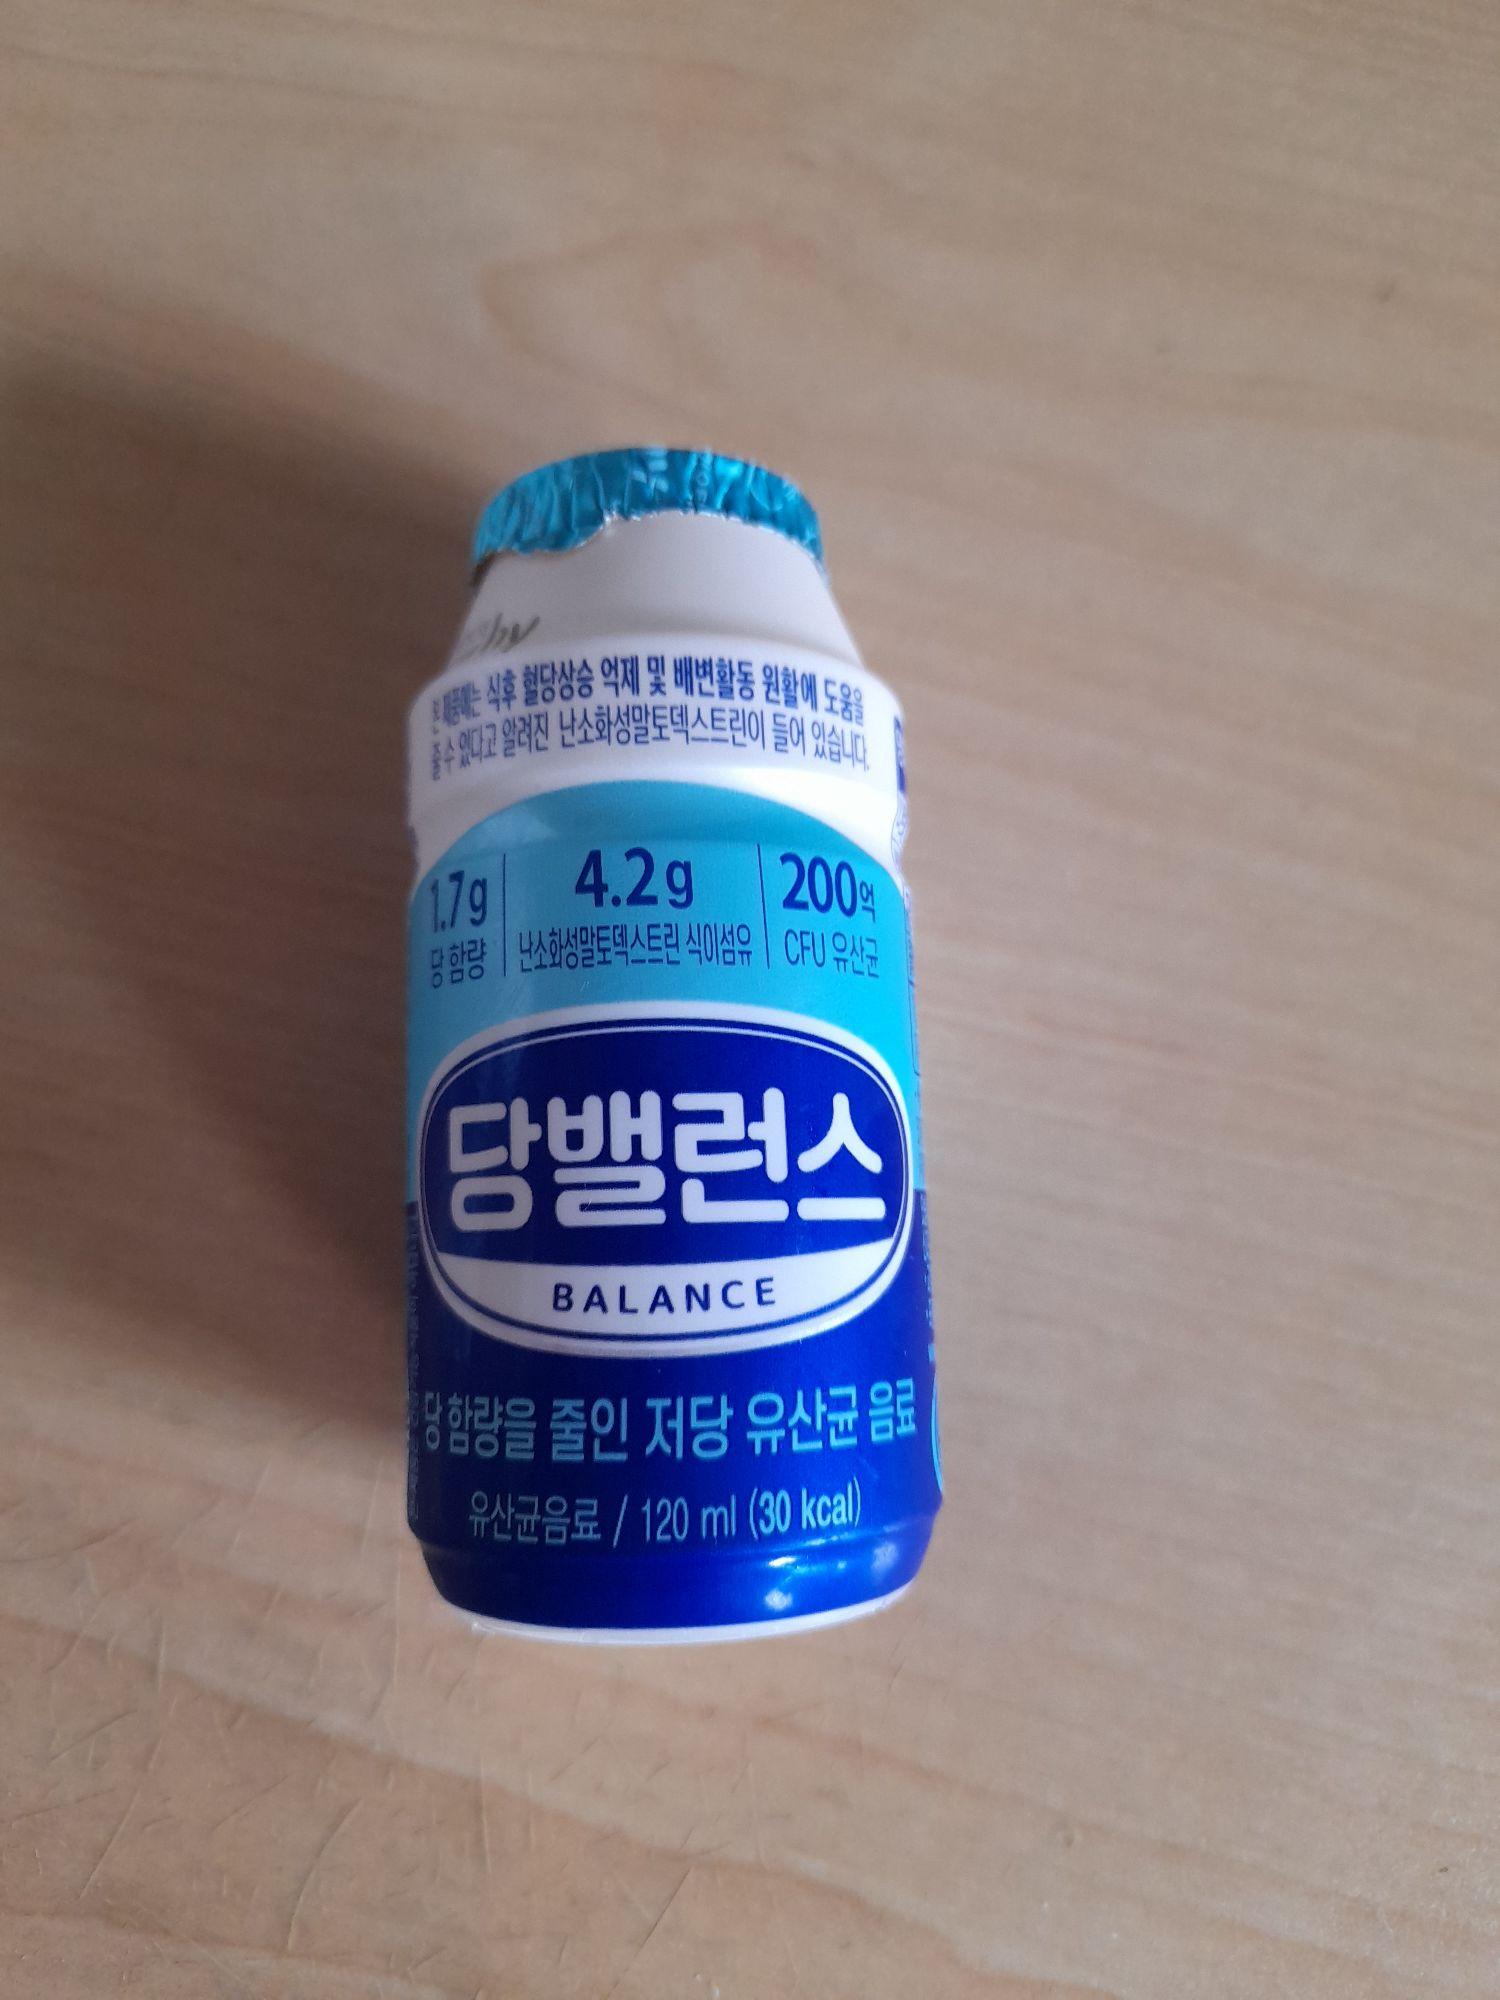 본 제품에는 식후 혈당상승 억제 및 배변활동 원활에 도움을
줄 수 있다고 알려진 난소화성말토덱스트린이 들어 있습니다.
1.7g
당 함량
4.2g
난소화성말토덱스트린 식이섬유
200억
CFU 유산균
당밸런스
BALANCE
당 함량을 줄인 저당 유산균 음료
유산균음료 / 120 ml (30 kcal)